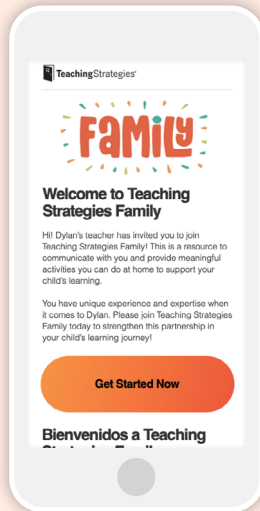 TeachingStrategies®
FAMiLY
Welcome to Teaching
Strategies Family
Hi! Dylan's teacher has invited you to join
Teaching Strategies Family! This is a resource to
communicate with you and provide meaningful
activities you can do at home to support your
child's learning.
You have unique experience and expertise when
it comes to Dylan. Please join Teaching Strategies
Family today to strengthen this partnership in
your child's learning journey!
Get Started Now
Bienvenidos a Teaching